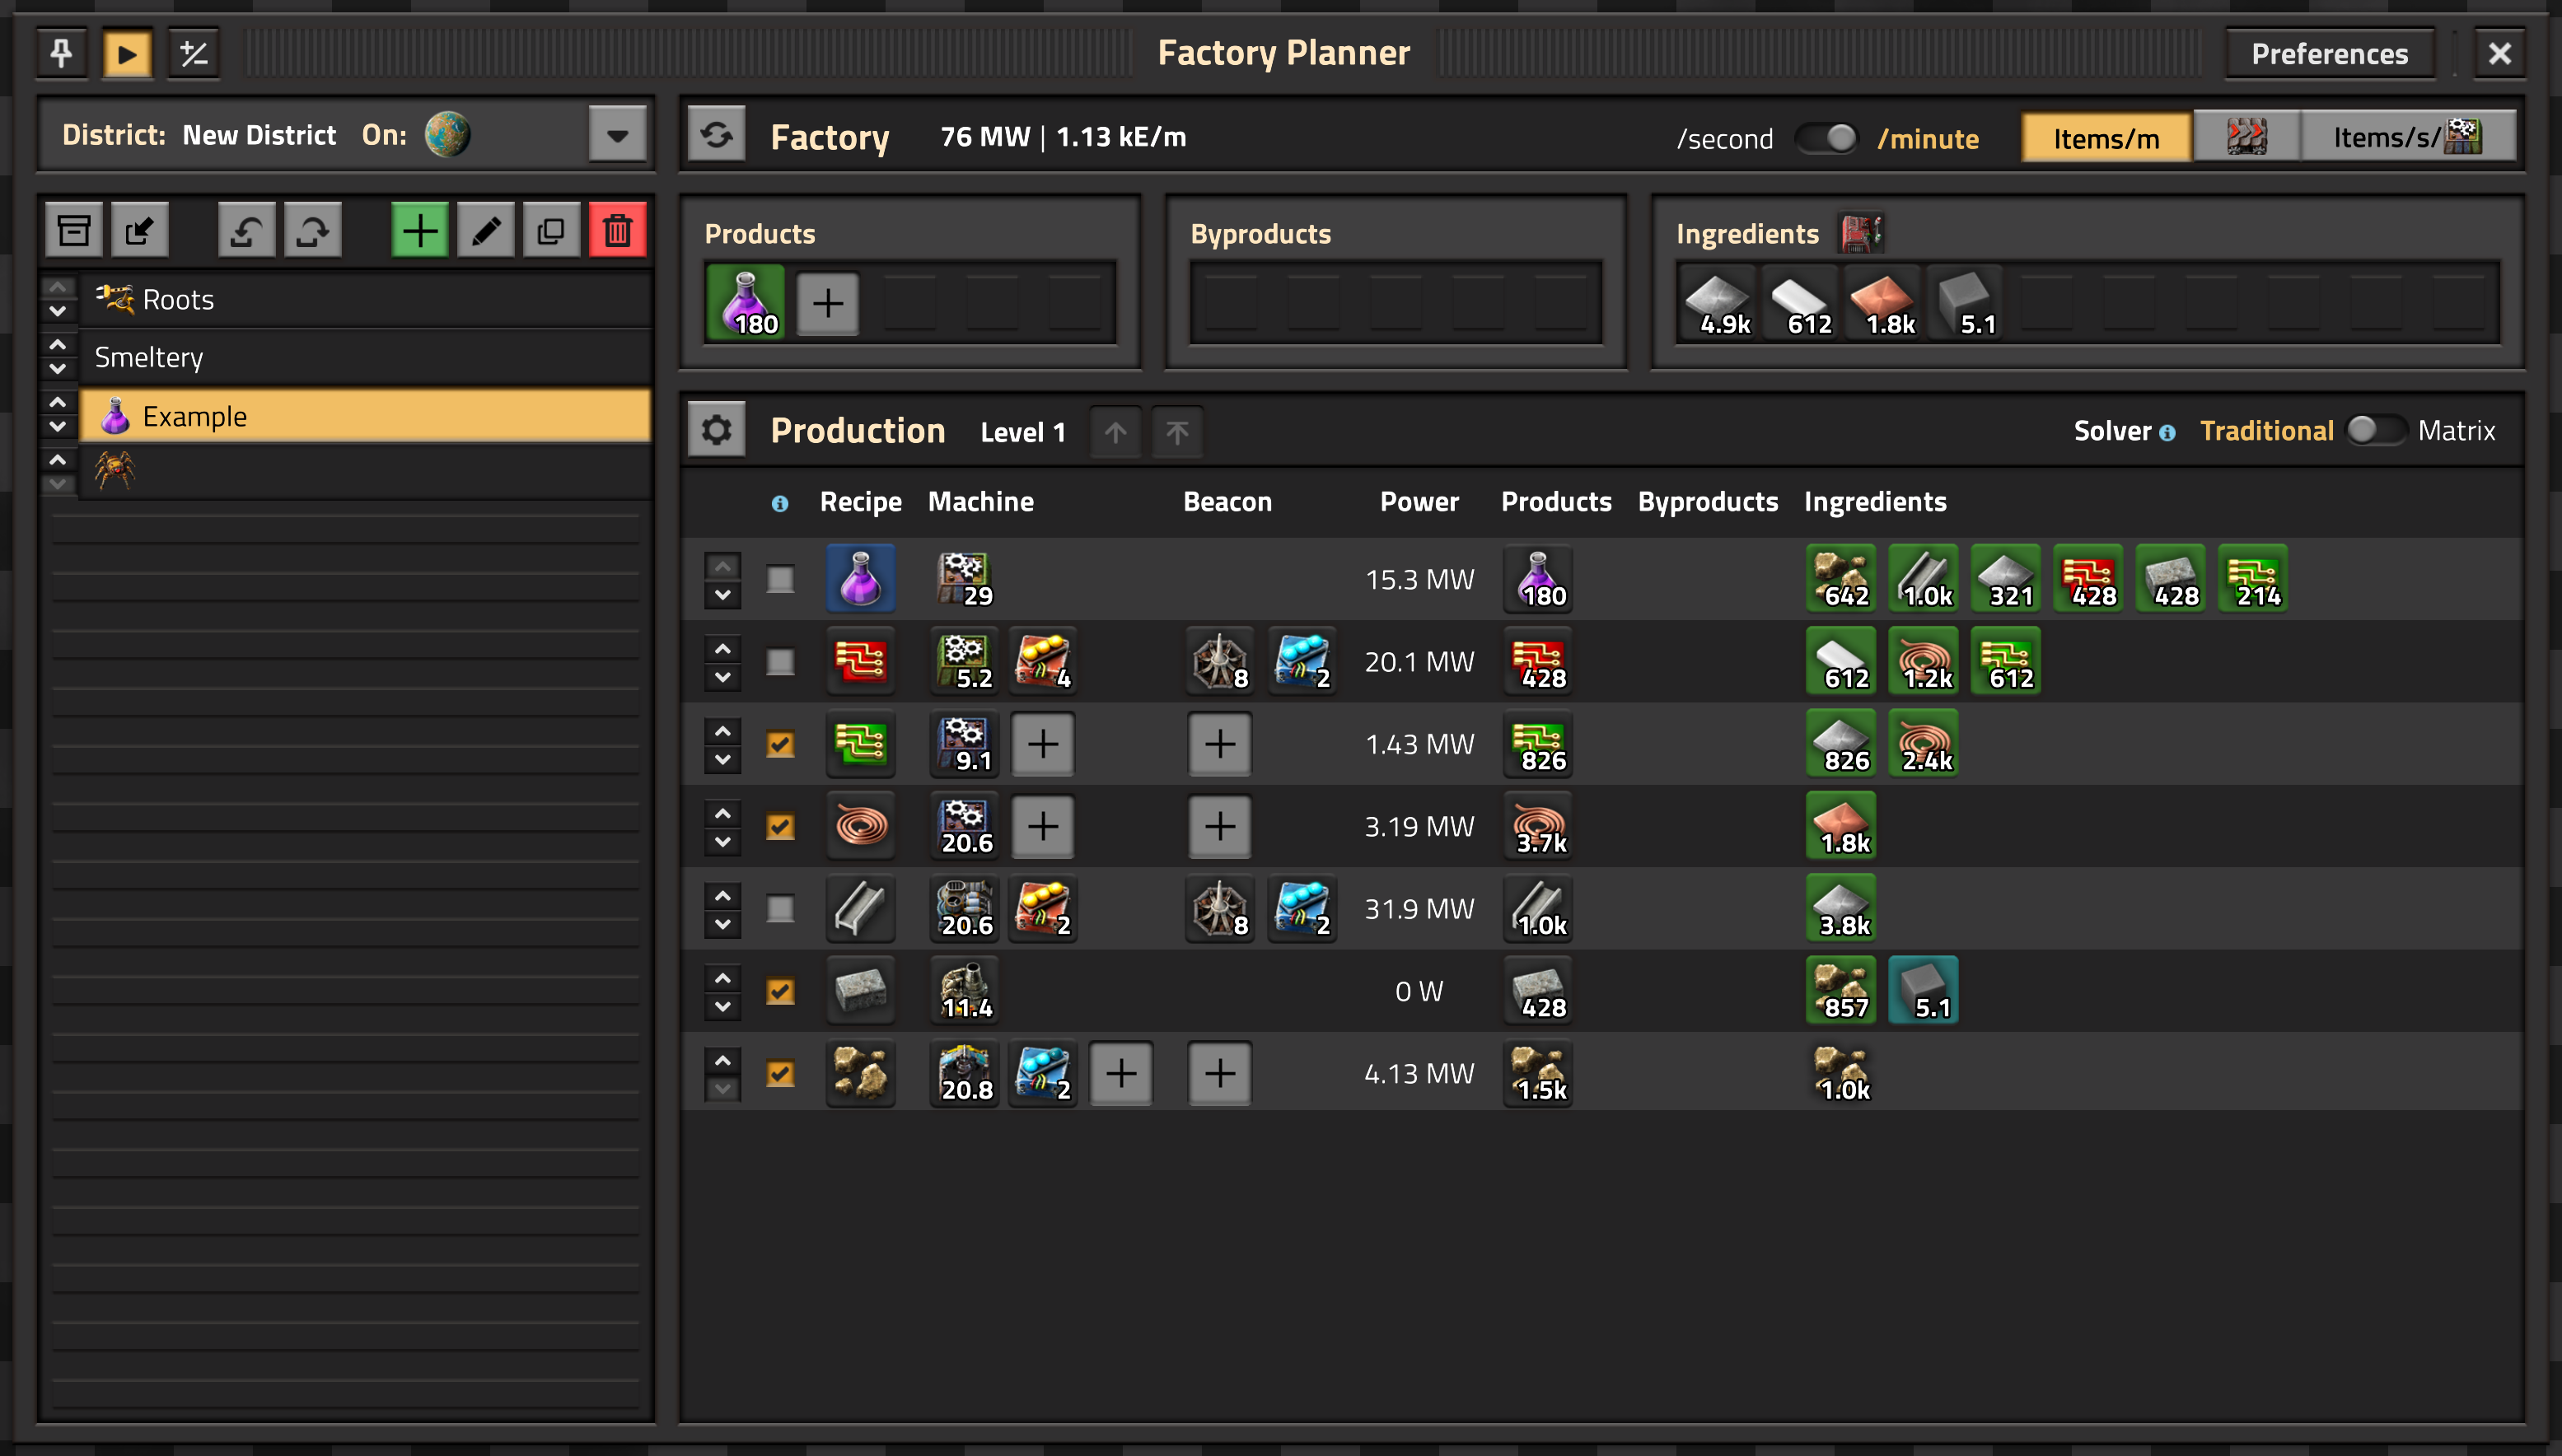 Factory Planner
Preferences
District: New District On:
Factory 76 MW | 1.13 kE/m
/second /minute Items/m Items/s/
Roots
Smeltery
Example
Products
180
Byproducts
Ingredients
4.9k 612 1.8k 5.1
Production Level 1
Solver Traditional Matrix
Recipe Machine Beacon Power Products Byproducts Ingredients
29 15.3 MW 180 642 1.0k 321 428 428 214
5.2 4 8 2 20.1 MW 428 612 1.2k 612
9.1 1.43 MW 826 826 2.4k
20.6 3.19 MW 3.7k 1.8k
20.6 2 8 2 31.9 MW 1.0k 3.8k
11.4 0 W 428 857 5.1
20.8 2 4.13 MW 1.5k 1.0k